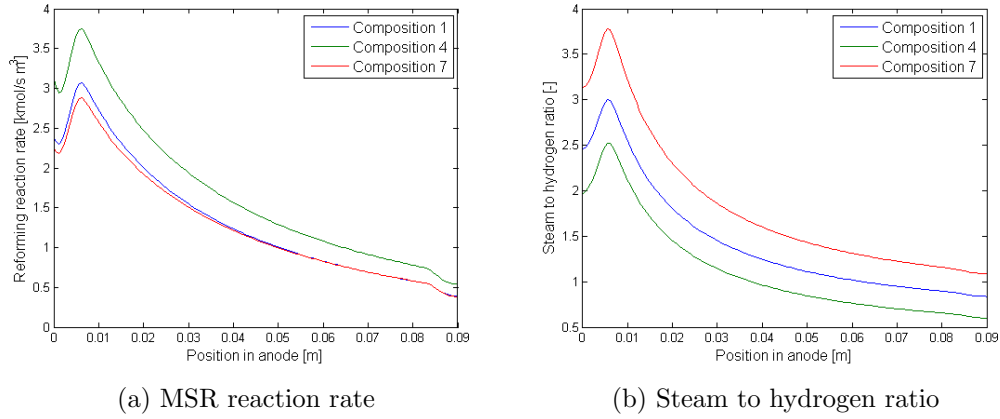 4
3.5
3
2.5
2
1.5
1
0.5
0
Reforming reaction rate [kmol/s m³]
Composition 1
Composition 4
Composition 7
0 0.01 0.02 0.03 0.04 0.05 0.06 0.07 0.08 0.09
Position in anode [m]
(a) MSR reaction rate
4
3.5
3
2.5
2
1.5
1
0.5
Steam to hydrogen ratio [-]
Composition 1
Composition 4
Composition 7
0 0.01 0.02 0.03 0.04 0.05 0.06 0.07 0.08 0.09
Position in anode [m]
(b) Steam to hydrogen ratio